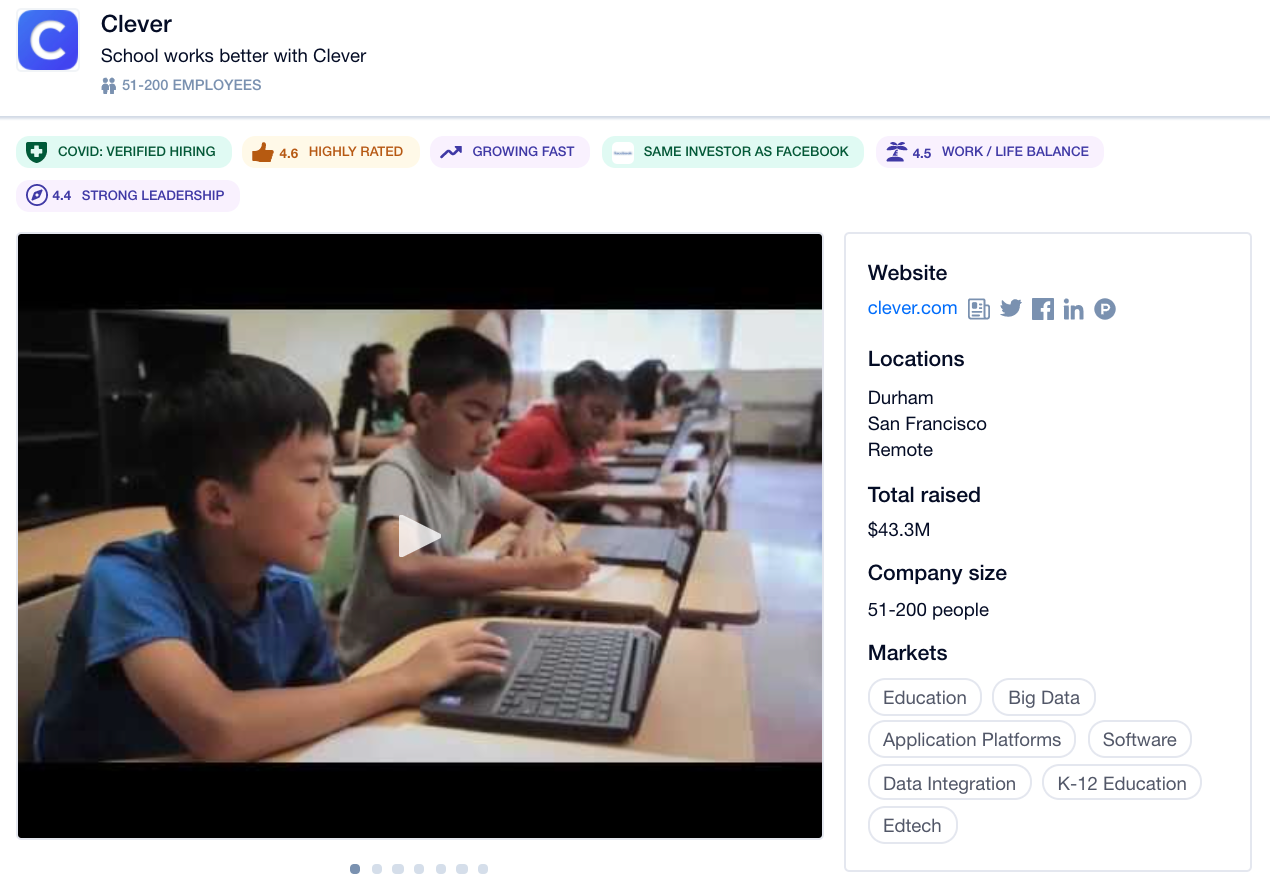 C
Clever
School works better with Clever
51-200 EMPLOYEES
COVID: VERIFIED HIRING
4.6 HIGHLY RATED
GROWING FAST
SAME INVESTOR AS FACEBOOK
4.5 WORK / LIFE BALANCE
4.4 STRONG LEADERSHIP
Website
clever.com
Locations
Durham
San Francisco
Remote
Total raised
$43.3M
Company size
51-200 people
Markets
Education Big Data
Application Platforms Software
Data Integration K-12 Education
Edtech